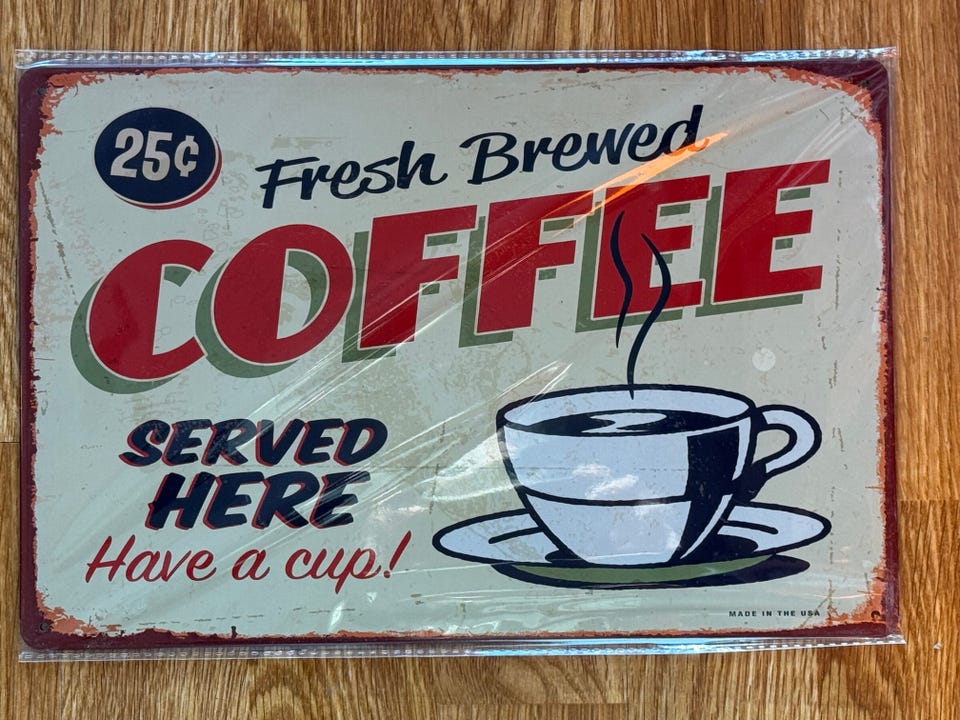 25¢
Fresh Brewed
COFFEE
SERVED
HERE
Have a cup!
MADE IN THE USA